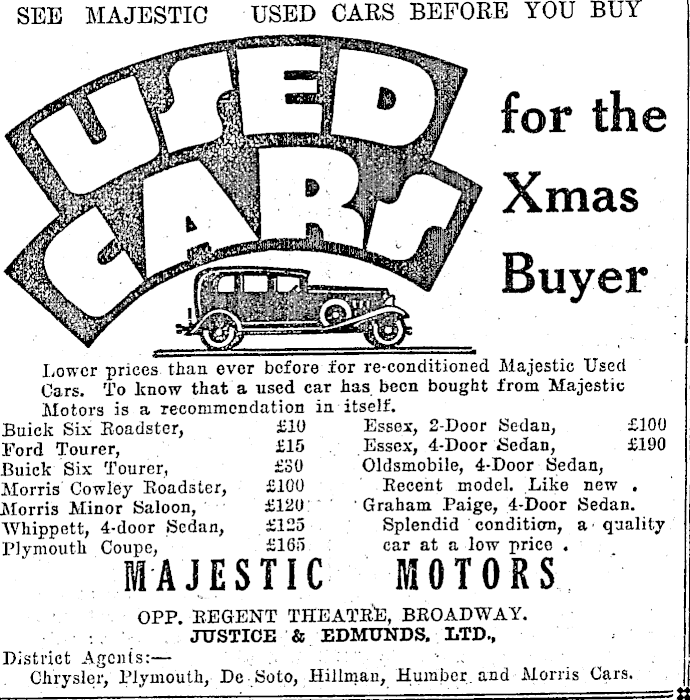 SEE MAJESTIC USED CARS BEFORE YOU BUY
USED
CARS
for the
Xmas
Buyer
Lower prices than ever before for re-conditioned Majestic Used
Cars. To know that a used car has been bought from Majestic
Motors is a recommendation in itself.
Buick Six Roadster, £10
Ford Tourer, £15
Buick Six Tourer, £30
Morris Cowley Roadster, £100
Morris Minor Saloon, £120
Whippett, 4-door Sedan, £125
Plymouth Coupe, £165
Essex, 2-Door Sedan, £100
Essex, 4-Door Sedan, £190
Oldsmobile, 4-Door Sedan,
Recent model. Like new .
Graham Paige, 4-Door Sedan.
Splendid condition, a quality
car at a low price .
MAJESTIC MOTORS
OPP. REGENT THEATRE, BROADWAY.
JUSTICE & EDMUNDS, LTD.,
District Agents:—
Chrysler, Plymouth, De Soto, Hillman, Humber and Morris Cars.